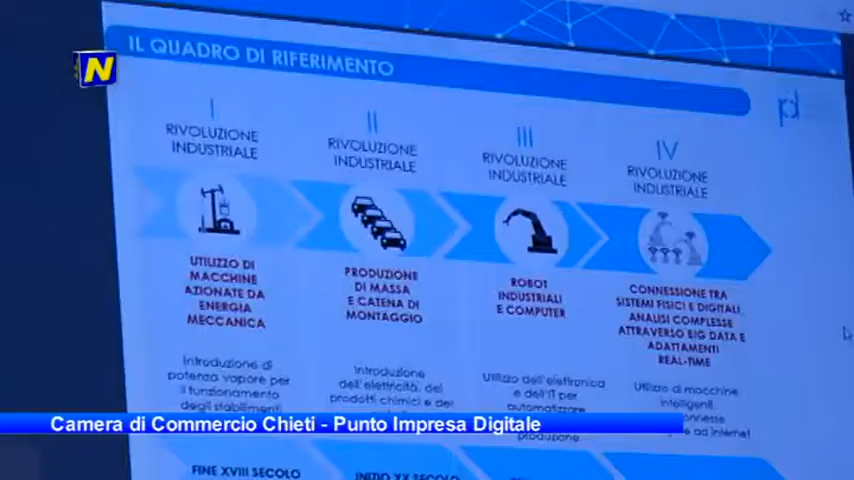 IL QUADRO DI RIFERIMENTO
N
pd
I
RIVOLUZIONE
INDUSTRIALE
II
RIVOLUZIONE
INDUSTRIALE
III
RIVOLUZIONE
INDUSTRIALE
IV
RIVOLUZIONE
INDUSTRIALE
UTILIZO DI
MACCHINE
AZIONATE DA
ENERGIA
MECCANICA
PRODUZIONE
DI MASSA
E CATENA DI
MONTAGGIO
ROBOT
INDUSTRIALI
E COMPUTER
CONNESSIONE TRA
SISTEMI FISICI E DIGITALI,
ANALISI COMPLESSE
ATTRAVERSO BIG DATA E
ADATTAMENTI
REAL-TIME
Introduzione di
potenza vapore per
il funzionamento
degli stabilimenti
Introduzione
dell'elettricità, dei
prodotti chimici e del
Utilizo dell'elettronica
e dell'IT per
automatizzare
produzione
Utilizo di macchine
intelligenti,
ad internet
Camera di Commercio Chieti - Punto Impresa Digitale
FINE XVIII SECOLO
INIZIO XX SECOLO